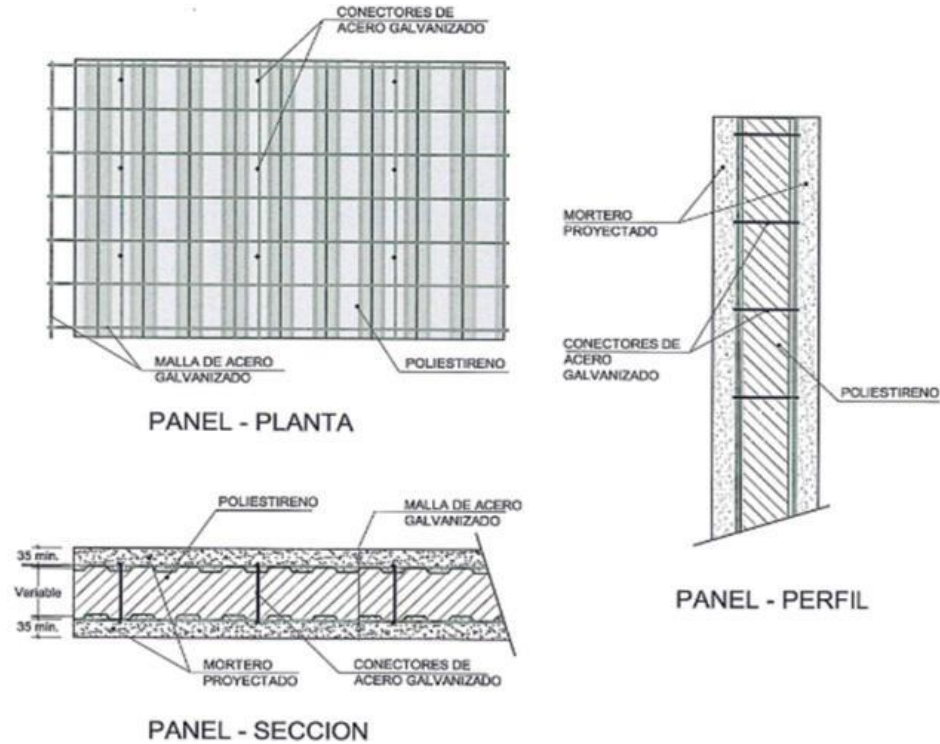 CONECTORES DE
ACERO GALVANIZADO
MALLA DE ACERO
GALVANIZADO
POLIESTIRENO
PANEL - PLANTA
MORTERO
PROYECTADO
CONECTORES DE
ACERO
GALVANIZADO
POLIESTIRENO
PANEL - PERFIL
POLIESTIRENO
MALLA DE ACERO
GALVANIZADO
35 min.
Variable
35 min.
MORTERO
PROYECTADO
CONECTORES DE
ACERO GALVANIZADO
PANEL - SECCION